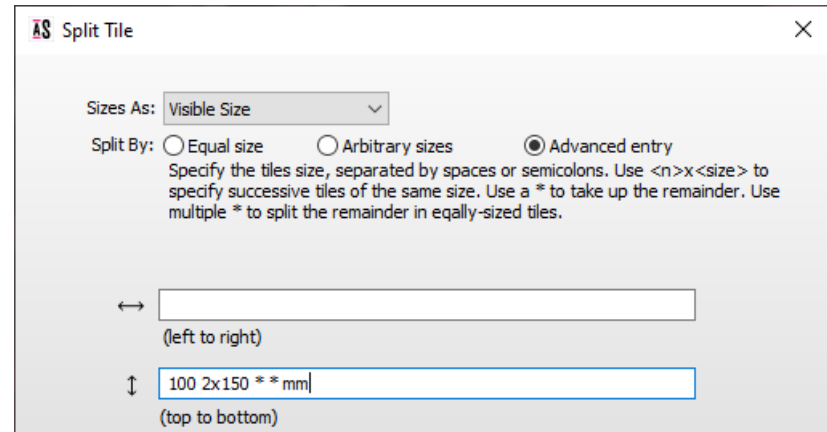 AS Split Tile
Sizes As: Visible Size
Split By: Equal size Arbitrary sizes Advanced entry
Specify the tiles size, separated by spaces or semicolons. Use <n>x<size> to
specify successive tiles of the same size. Use a * to take up the remainder. Use
multiple * to split the remainder in eqally-sized tiles.
(left to right)
100 2x150 * * mm
(top to bottom)